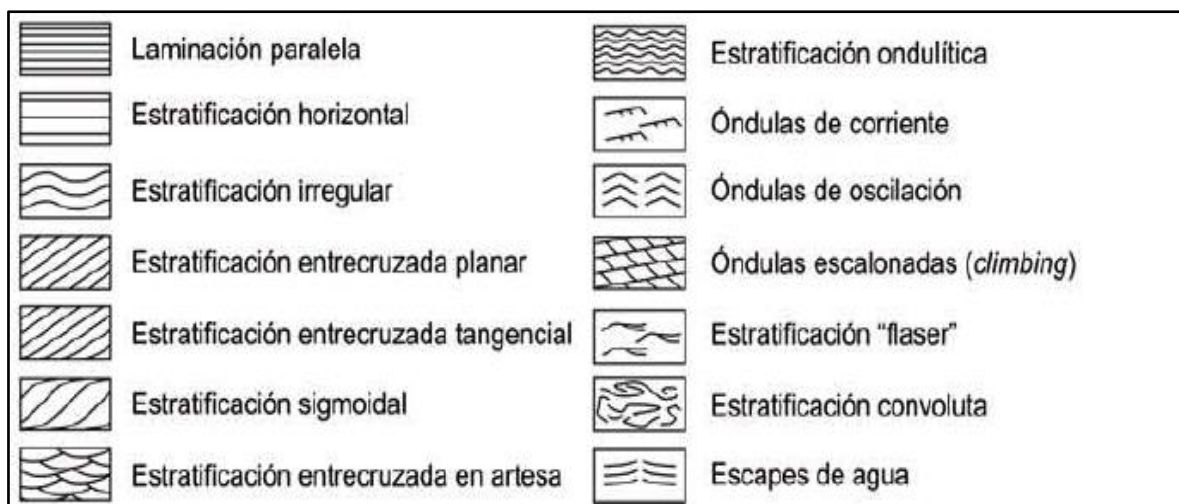 Laminación paralela
Estratificación horizontal
Estratificación irregular
Estratificación entrecruzada planar
Estratificación entrecruzada tangencial
Estratificación sigmoidal
Estratificación entrecruzada en artesa
Estratificación ondulítica
Óndulas de corriente
Óndulas de oscilación
Óndulas escalonadas (climbing)
Estratificación “flaser”
Estratificación convoluta
Escapes de agua